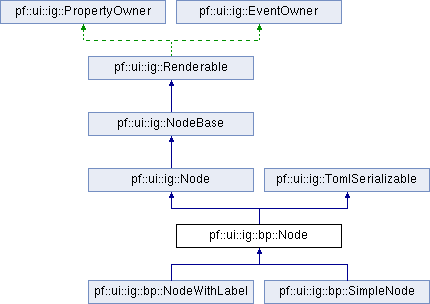 pf::ui::ig::PropertyOwner
pf::ui::ig::EventOwner
pf::ui::ig::Renderable
pf::ui::ig::NodeBase
pf::ui::ig::Node
pf::ui::ig::TomlSerializable
pf::ui::ig::bp::Node
pf::ui::ig::bp::NodeWithLabel
pf::ui::ig::bp::SimpleNode